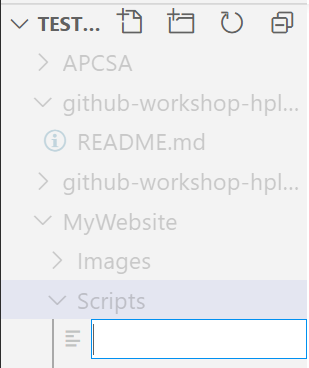 TEST...
APCSA
github-workshop-hpl...
README.md
github-workshop-hpl...
MyWebsite
Images
Scripts